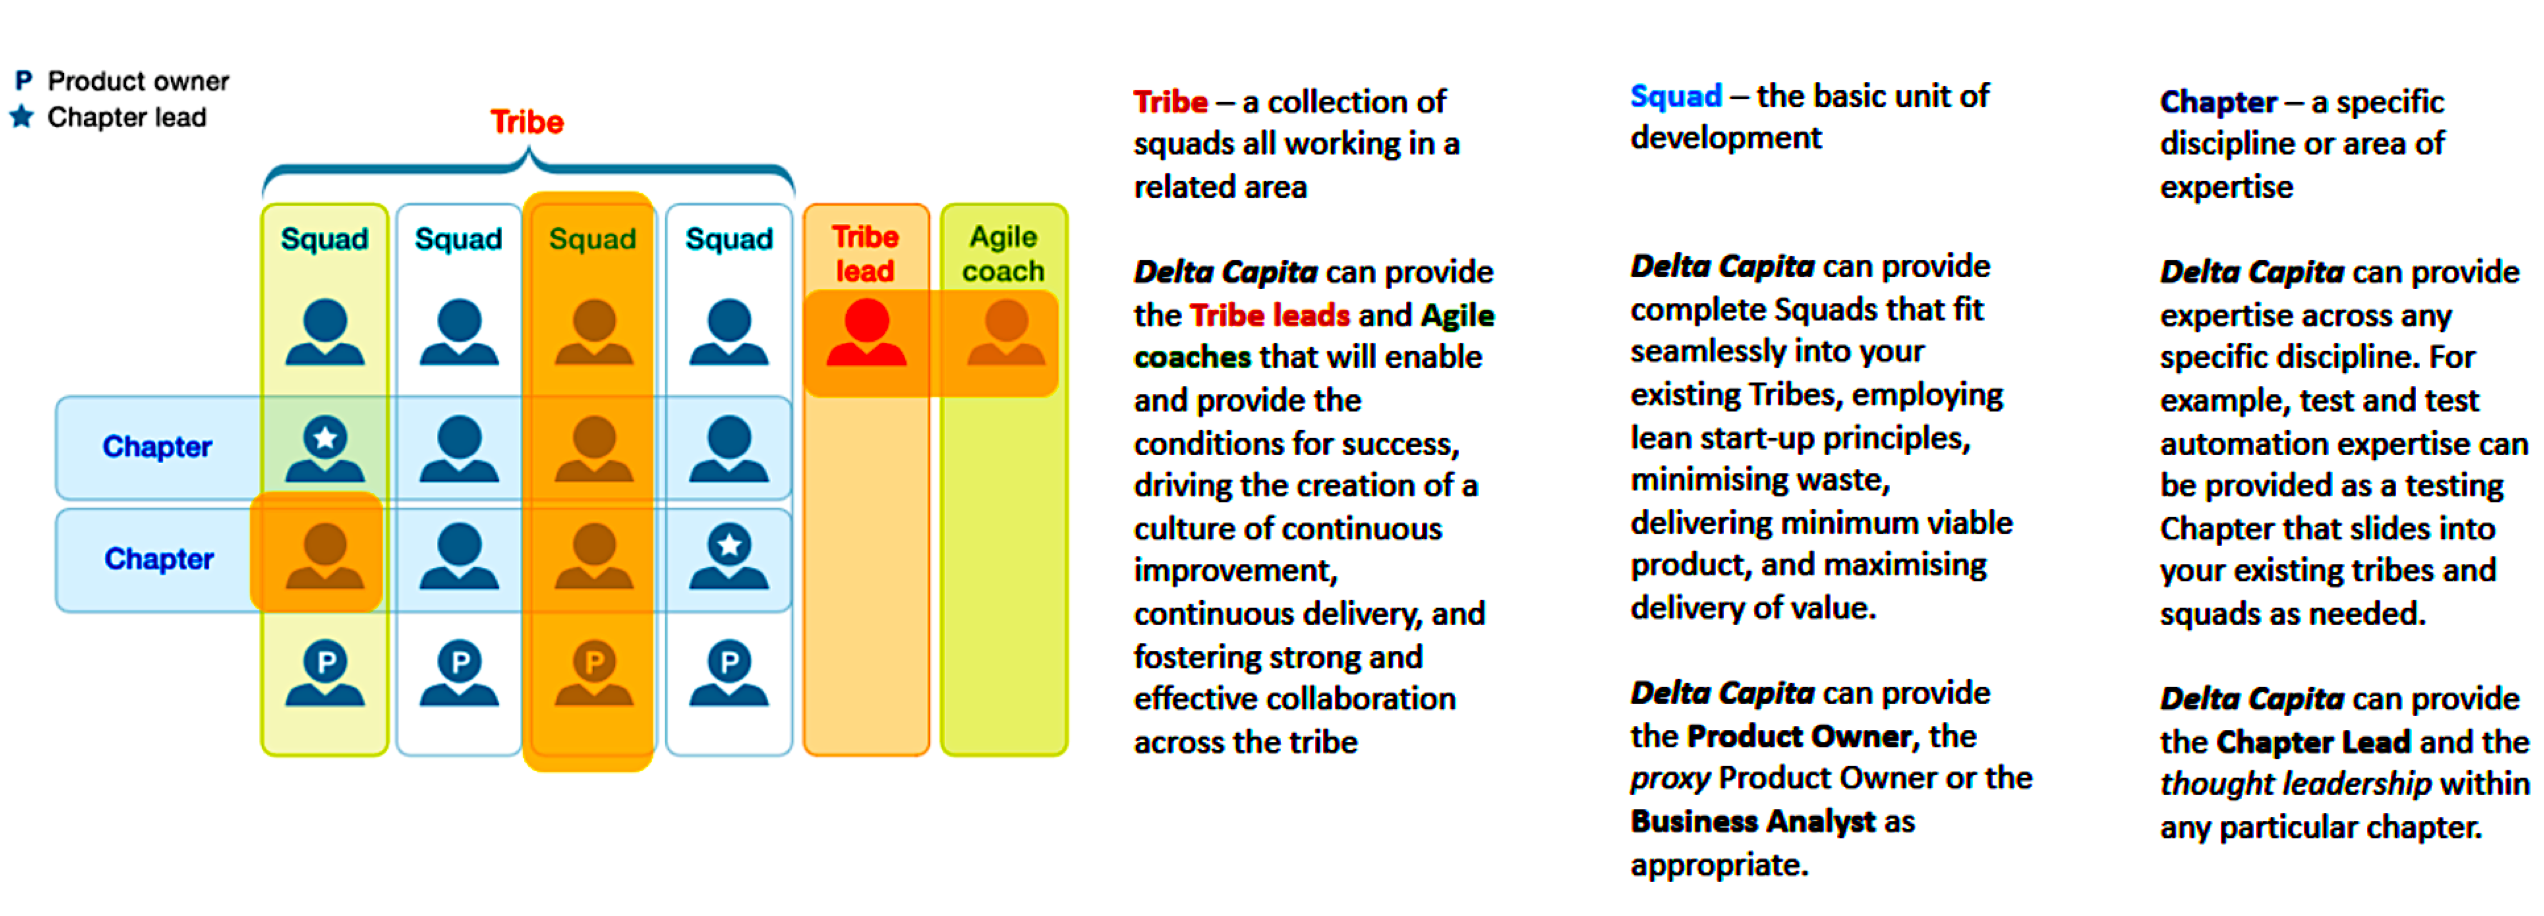 P Product owner
★ Chapter lead
Tribe
Squad
Squad
Squad
Squad
Tribe
lead
Agile
coach
Chapter
Chapter
P
P
P
P
Tribe – a collection of
squads all working in a
related area
Delta Capita can provide
the Tribe leads and Agile
coaches that will enable
and provide the
conditions for success,
driving the creation of a
culture of continuous
improvement,
continuous delivery, and
fostering strong and
effective collaboration
across the tribe
Squad – the basic unit of
development
Delta Capita can provide
complete Squads that fit
seamlessly into your
existing Tribes, employing
lean start-up principles,
minimising waste,
delivering minimum viable
product, and maximising
delivery of value.
Delta Capita can provide
the Product Owner, the
proxy Product Owner or the
Business Analyst as
appropriate.
Chapter – a specific
discipline or area of
expertise
Delta Capita can provide
expertise across any
specific discipline. For
example, test and test
automation expertise can
be provided as a testing
Chapter that slides into
your existing tribes and
squads as needed.
Delta Capita can provide
the Chapter Lead and the
thought leadership within
any particular chapter.